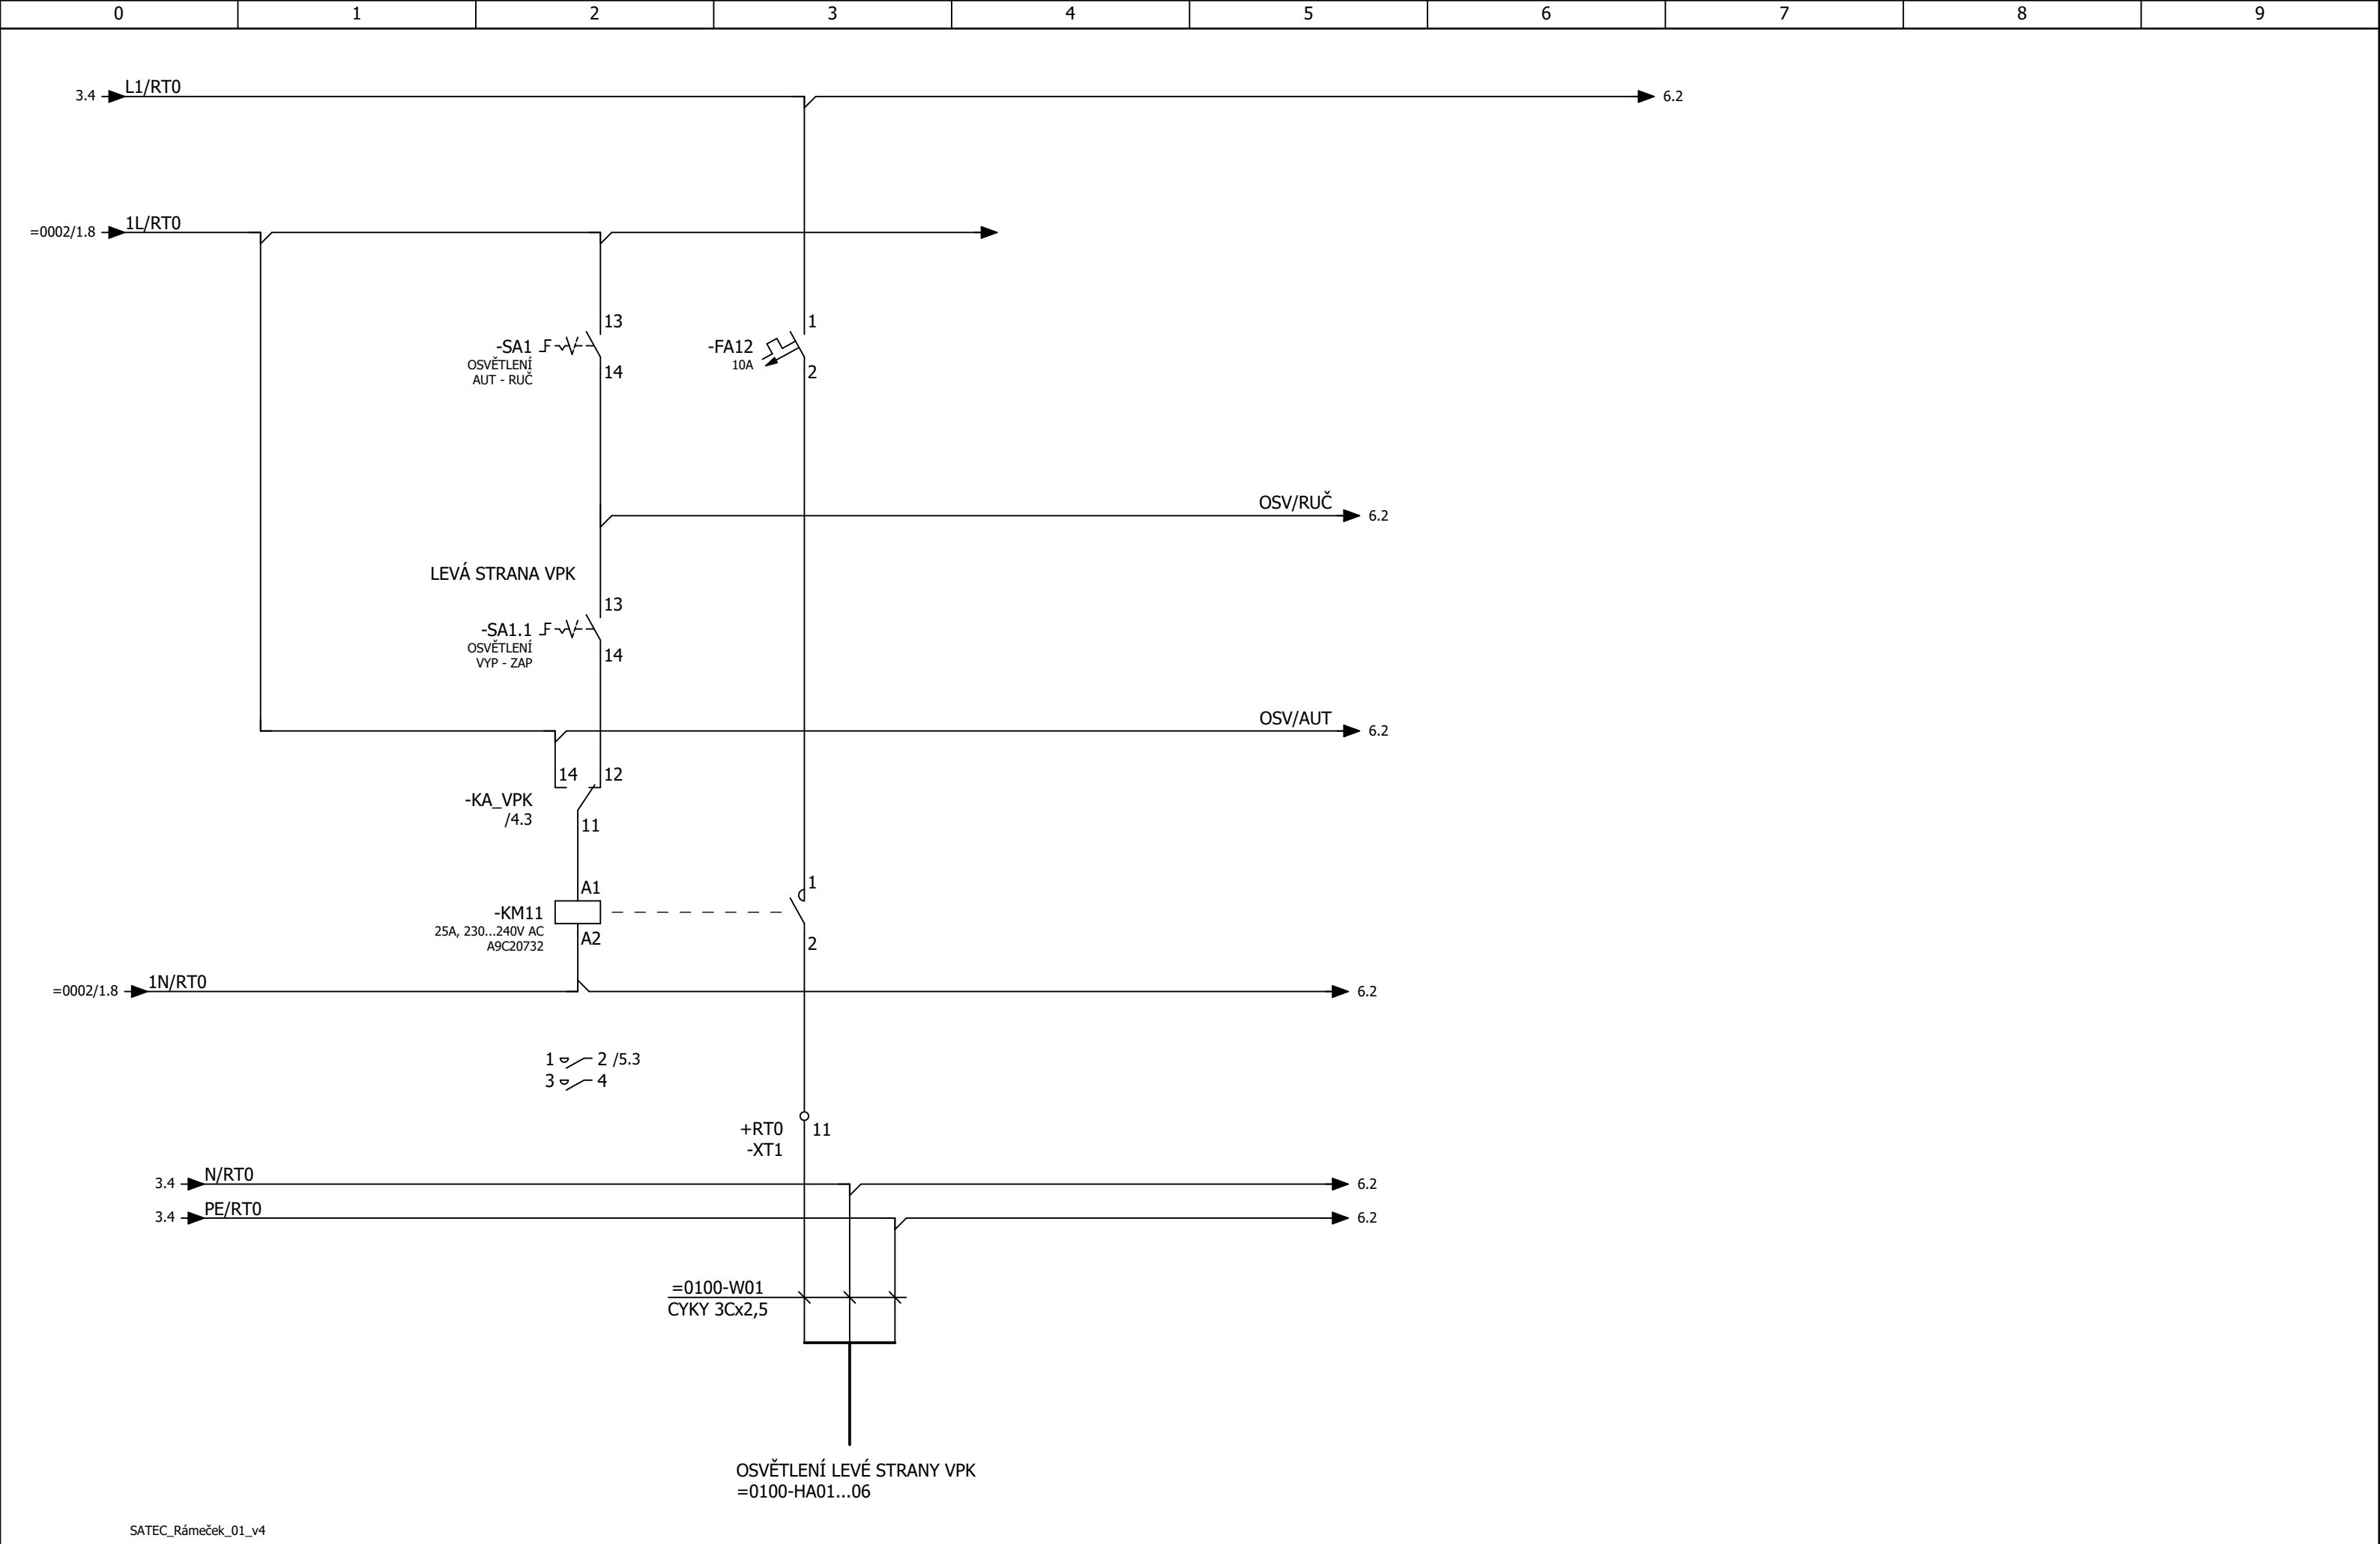 0 1 2 3 4 5 6 7 8 9
L1/RT0
3.4
6.2
1L/RT0
=0002/1.8
13
1
-SA1
-FA12
OSVĚTLENÍ
10A
AUT - RUČ
14
2
OSV/RUČ
6.2
LEVÁ STRANA VPK
13
-SA1.1
OSVĚTLENÍ
VYP - ZAP
14
OSV/AUT
6.2
14
12
-KA_VPK
/4.3
11
1
A1
-KM11
25A, 230...240V AC
A9C20732
A2
2
1N/RT0
=0002/1.8
6.2
1 2 /5.3
3 4
+RT0
11
-XT1
N/RT0
3.4
6.2
PE/RT0
3.4
6.2
=0100-W01
CYKY 3Cx2,5
OSVĚTLENÍ LEVÉ STRANY VPK
=0100-HA01...06
SATEC_Rámeček_01_v4